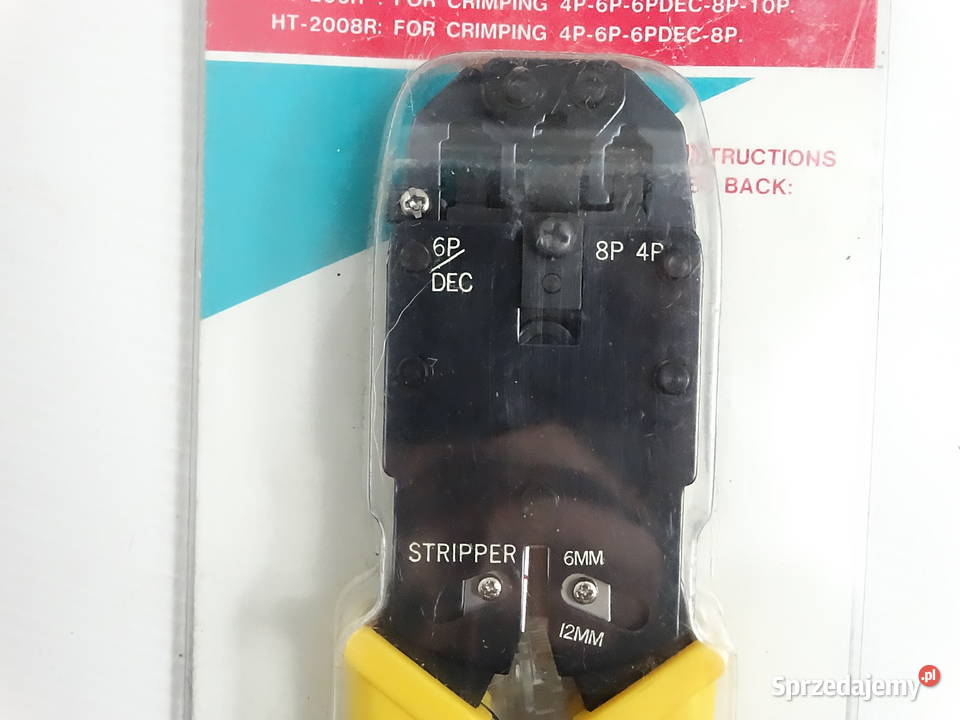 FOR CRIMPING 4P-6P-6PDEC-8P-10P.
HT-2008R: FOR CRIMPING 4P-6P-6PDEC-8P.
BACK:
6P/DEC
8P 4P
STRIPPER
6MM
12MM
Sprzedajemy.pl